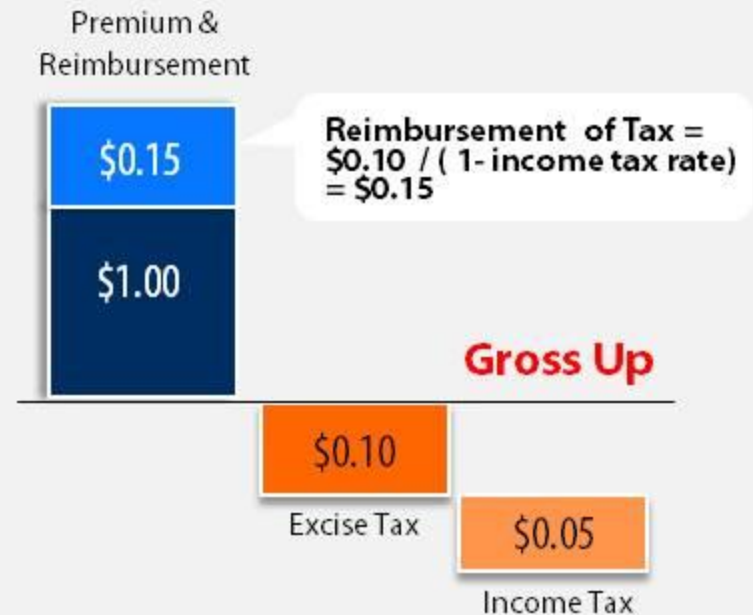 Premium &
Reimbursement
$0.15
Reimbursement of Tax =
$0.10 / ( 1- income tax rate)
= $0.15
$1.00
Gross Up
$0.10
Excise Tax
$0.05
Income Tax